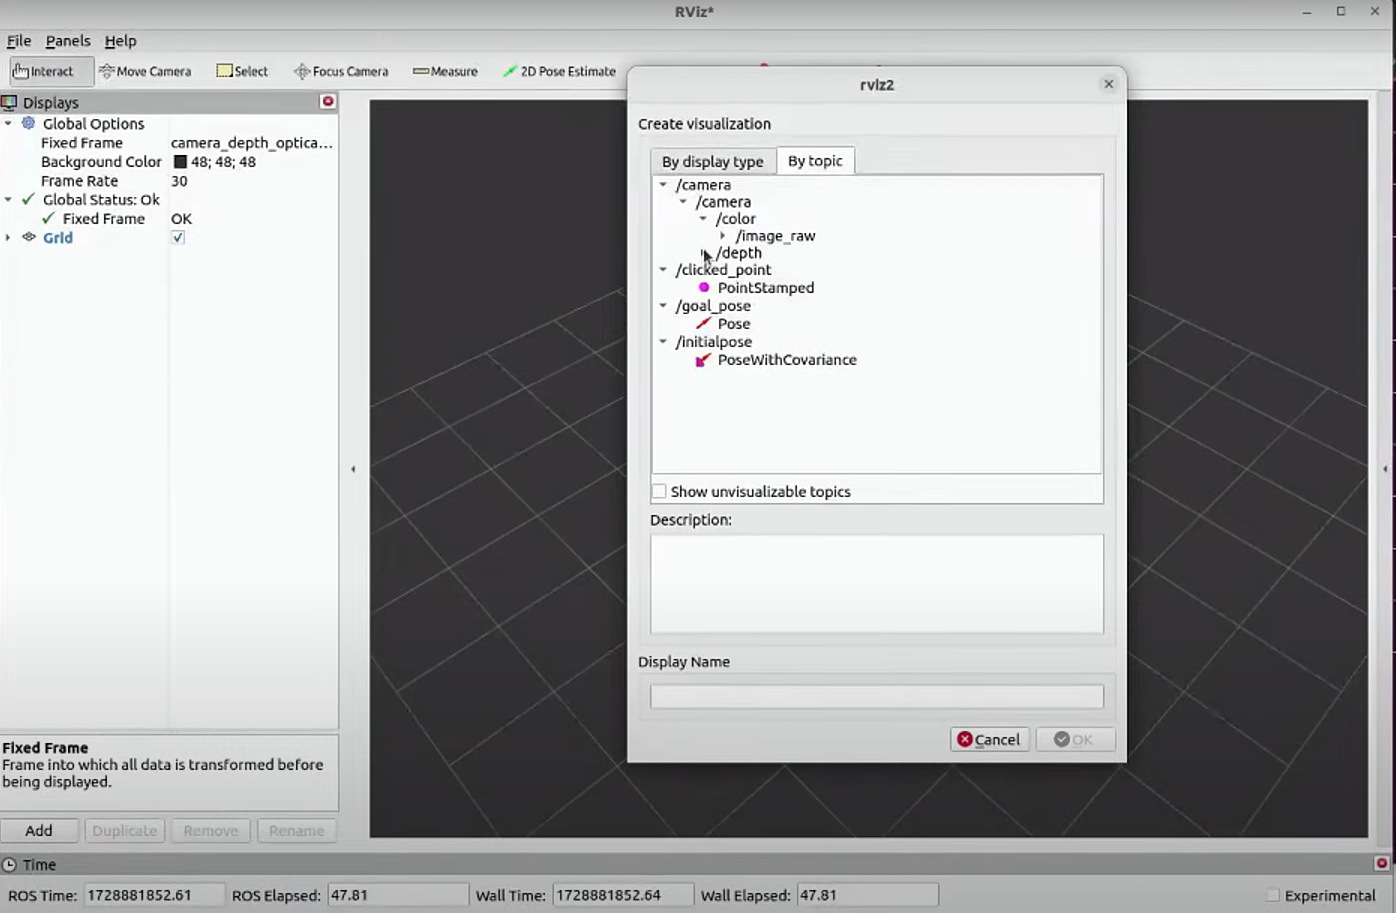 RViz*
File Panels Help
Interact Move Camera Select Focus Camera Measure 2D Pose Estimate
Displays
Global Options
Fixed Frame camera_depth_optica...
Background Color 48; 48; 48
Frame Rate 30
Global Status: Ok
Fixed Frame OK
Grid
Fixed Frame
Frame into which all data is transformed before
being displayed.
Add Duplicate Remove Rename
rviz2
Create visualization
By display type By topic
/camera
/camera
/color
/image_raw
/depth
/clicked_point
PointStamped
/goal_pose
Pose
/initialpose
PoseWithCovariance
Show unvisualizable topics
Description:
Display Name
Cancel OK
Time
ROS Time: 1728881852.61 ROS Elapsed: 47.81 Wall Time: 1728881852.64 Wall Elapsed: 47.81 Experimental